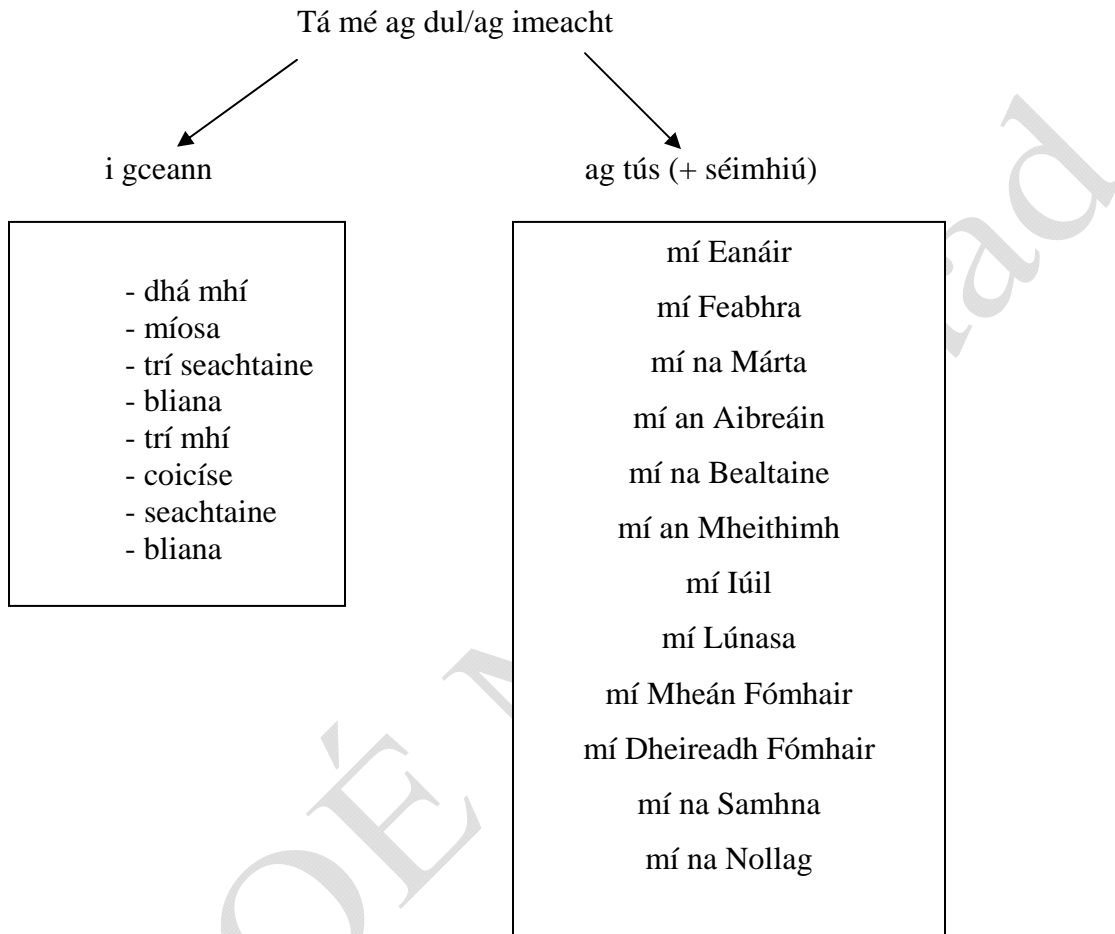 Tá mé ag dul/ag imeacht
i gceann
- dhá mhí
- míosa
- trí seachtaine
- bliana
- trí mhí
- coicíse
- seachtaine
- bliana
ag tús (+ séimhiú)
mí Eanáir
mí Feabhra
mí na Márta
mí an Aibreáin
mí na Bealtaine
mí an Mheithimh
mí Iúil
mí Lúnasa
mí Mheán Fómhair
mí Dheireadh Fómhair
mí na Samhna
mí na Nollag